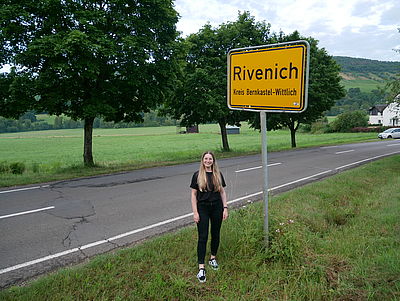 Rivenich
Kreis Bernkastel-Wittlich